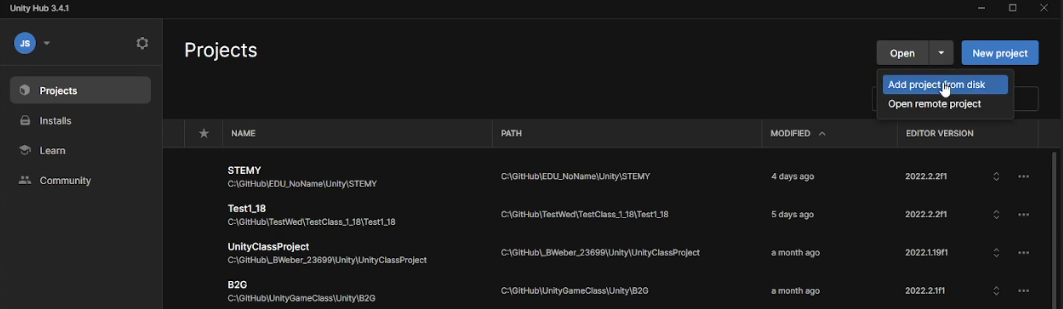 Unity Hub 3.4.1
JS
Projects
Open
New project
Add project from disk
Open remote project
Projects
Installs
Learn
Community
NAME
PATH
MODIFIED
EDITOR VERSION
STEMY
C:\GitHub\EDU_NoName\Unity\STEMY
C:\GitHub\EDU_NoName\Unity\STEMY
4 days ago
2022.2.2f1
Test1_18
C:\GitHub\TestWed\TestClass_1_18\Test1_18
C:\GitHub\TestWed\TestClass_1_18\Test1_18
5 days ago
2022.2.2f1
UnityClassProject
C:\GitHub\_BWeber_23699\Unity\UnityClassProject
C:\GitHub\_BWeber_23699\Unity\UnityClassProject
a month ago
2022.1.19f1
B2G
C:\GitHub\UnityGameClass\Unity\B2G
C:\GitHub\UnityGameClass\Unity\B2G
a month ago
2022.2.1f1